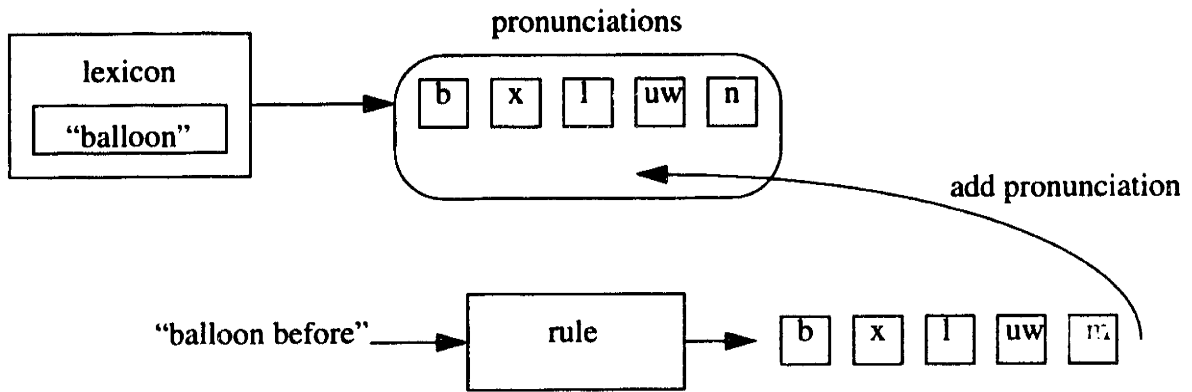 pronunciations
lexicon
"balloon"
b x l uw n
add pronunciation
"balloon before"
rule
b x l uw m